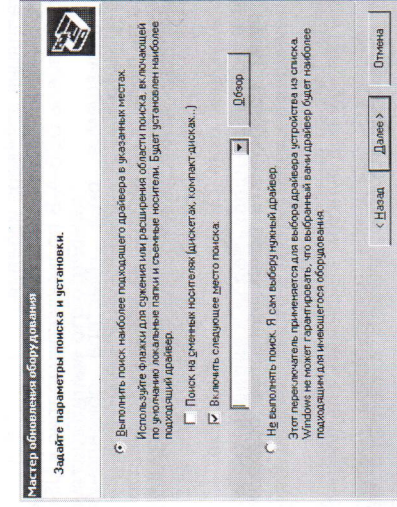 Мастер обновления оборудования
Задайте параметры поиска и установки.
Выполнить поиск наиболее подходящего драйвера в указанных местах.
Используйте флажки для сужения или расширения области поиска, включающей
по умолчанию локальные папки и съемные носители. Будет установлен наиболее
подходящий драйвер.
Поиск на сменных носителях (дискетах, компакт-дисках...)
Включить следующее место поиска:
Обзор
Не выполнять поиск. Я сам выберу нужный драйвер.
Этот переключатель применяется для выбора драйвера устройства из списка.
Windows не может гарантировать, что выбранный вами драйвер будет наиболее
подходящим для имеющегося оборудования.
< Назад
Далее >
Отмена